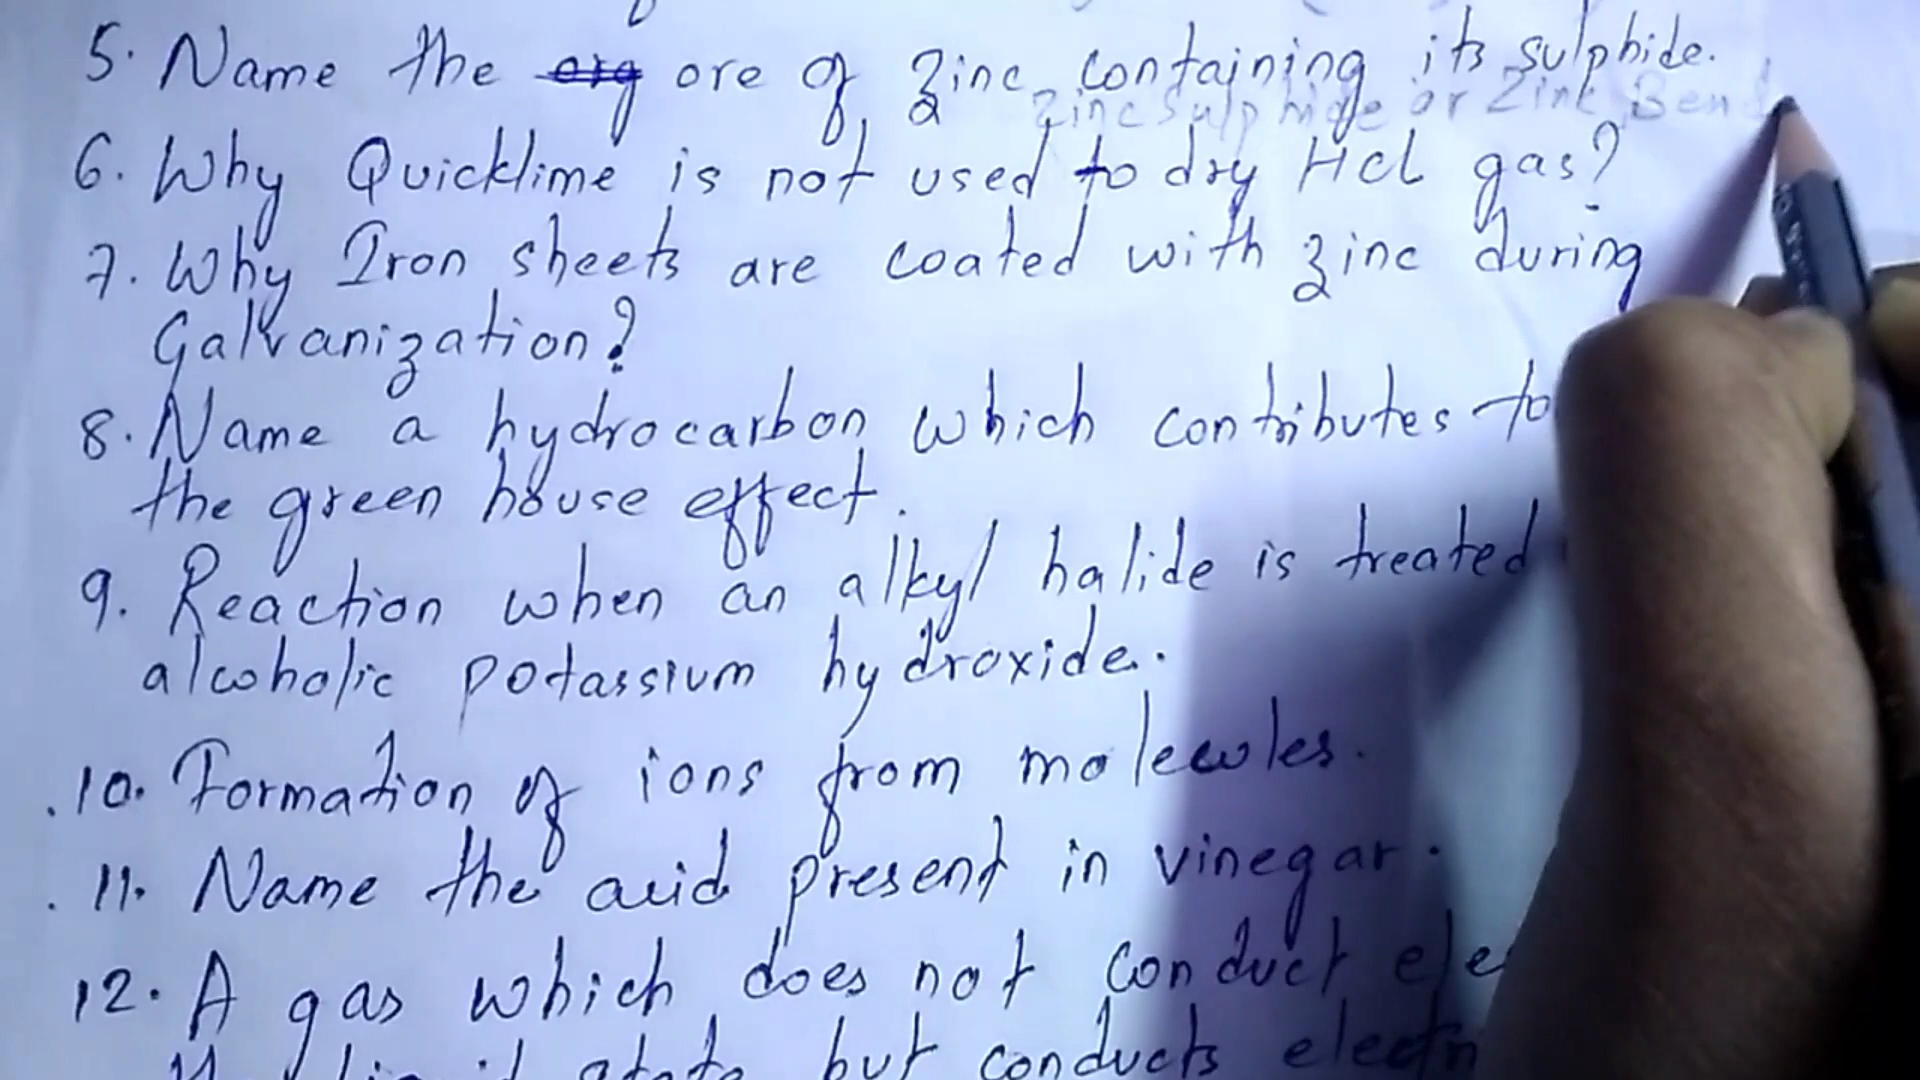 5. Name the ore of Zinc containing its sulphide.
Zinc Sulphide or Zink Bend
6. Why Quicklime is not used to dry Hcl gas?
7. Why Iron sheets are coated with zinc during
Galvanization?
8. Name a hydrocarbon which contributes to
the green house effect.
9. Reaction when an alkyl halide is treated
alcoholic potassium hydroxide.
10. Formation of ions from molecules.
11. Name the acid present in vinegar.
12. A gas which does not conduct ele
but conducts electri